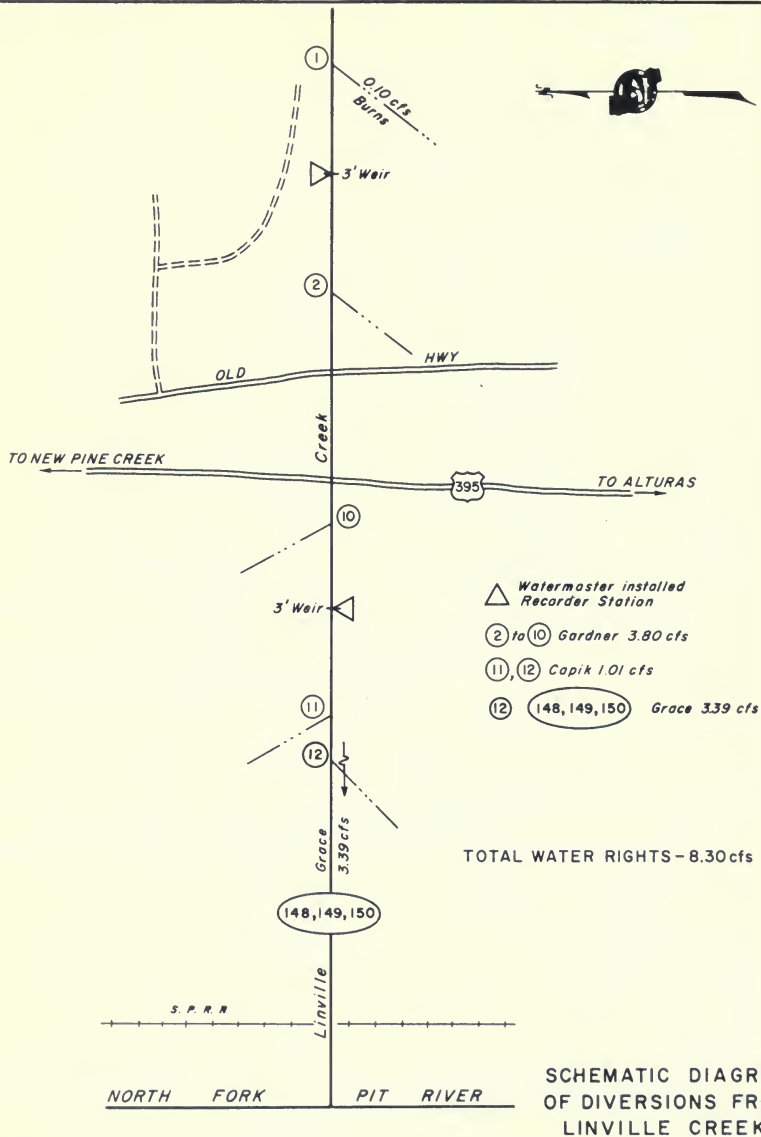 1
0.10 cfs
Burns
3' Weir
2
OLD HWY
Creek
TO NEW PINE CREEK
395
TO ALTURAS
10
3' Weir
△ Watermaster installed
Recorder Station
2 to 10 Gardner 3.80 cfs
11, 12 Capik 1.01 cfs
12 148, 149, 150 Grace 3.39 cfs
11
12
Grace
3.39 cfs
TOTAL WATER RIGHTS - 8.30 cfs
148, 149, 150
Linville
S. P. R. R
NORTH FORK PIT RIVER
SCHEMATIC DIAGR
OF DIVERSIONS FR
LINVILLE CREEK